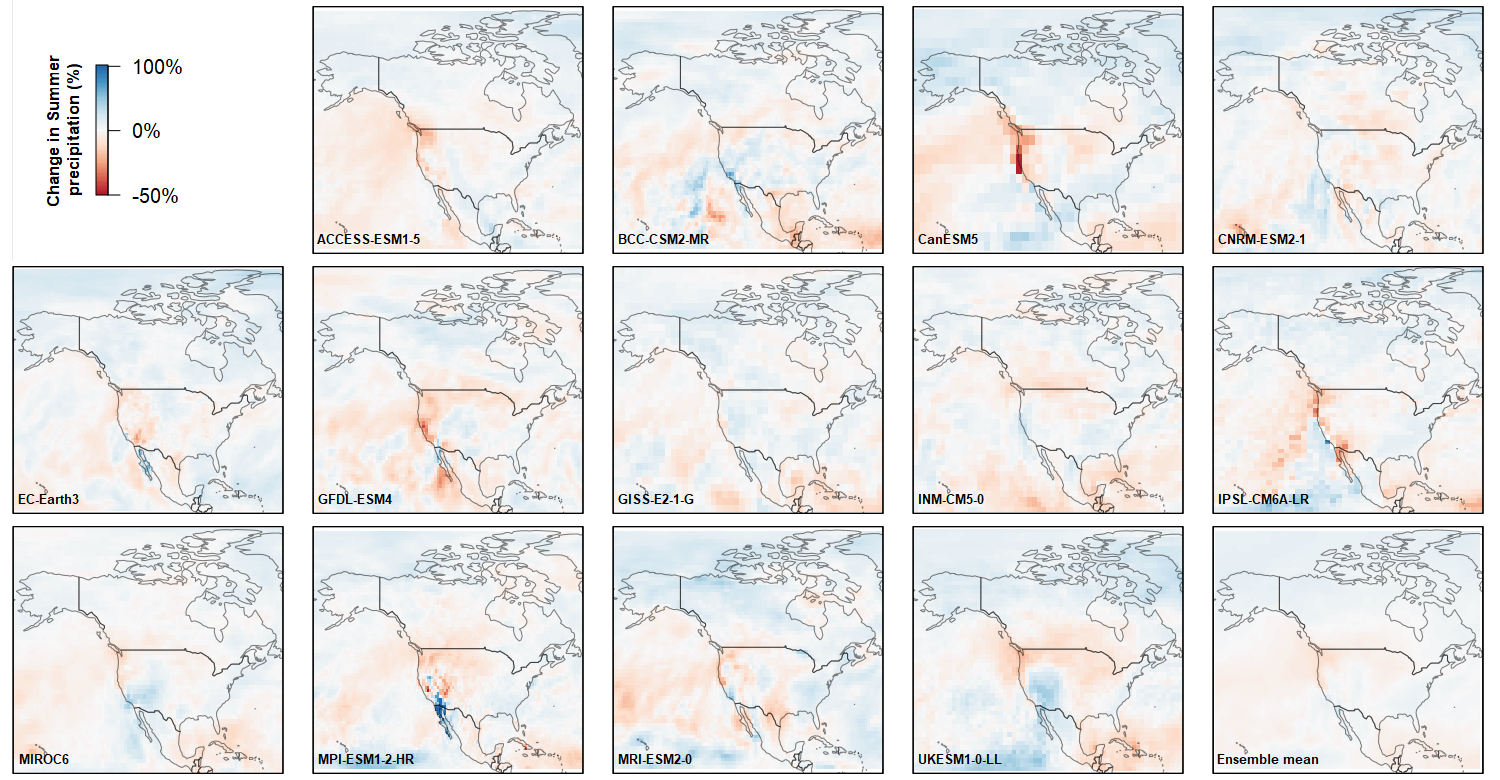 Change in Summer
precipitation (%)
100%
0%
-50%
ACCESS-ESM1-5
BCC-CSM2-MR
CanESM5
CNRM-ESM2-1
EC-Earth3
GFDL-ESM4
GISS-E2-1-G
INM-CM5-0
IPSL-CM6A-LR
MIROC6
MPI-ESM1-2-HR
MRI-ESM2-0
UKESM1-0-LL
Ensemble mean